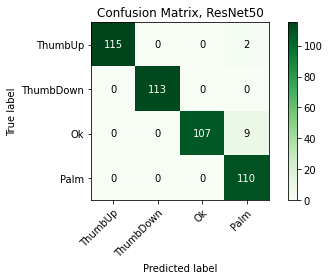 Confusion Matrix, ResNet50
True label
ThumbUp 115 0 0 2
ThumbDown 0 113 0 0
Ok 0 0 107 9
Palm 0 0 0 110
ThumbUp ThumbDown Ok Palm
Predicted label
100
80
60
40
20
0